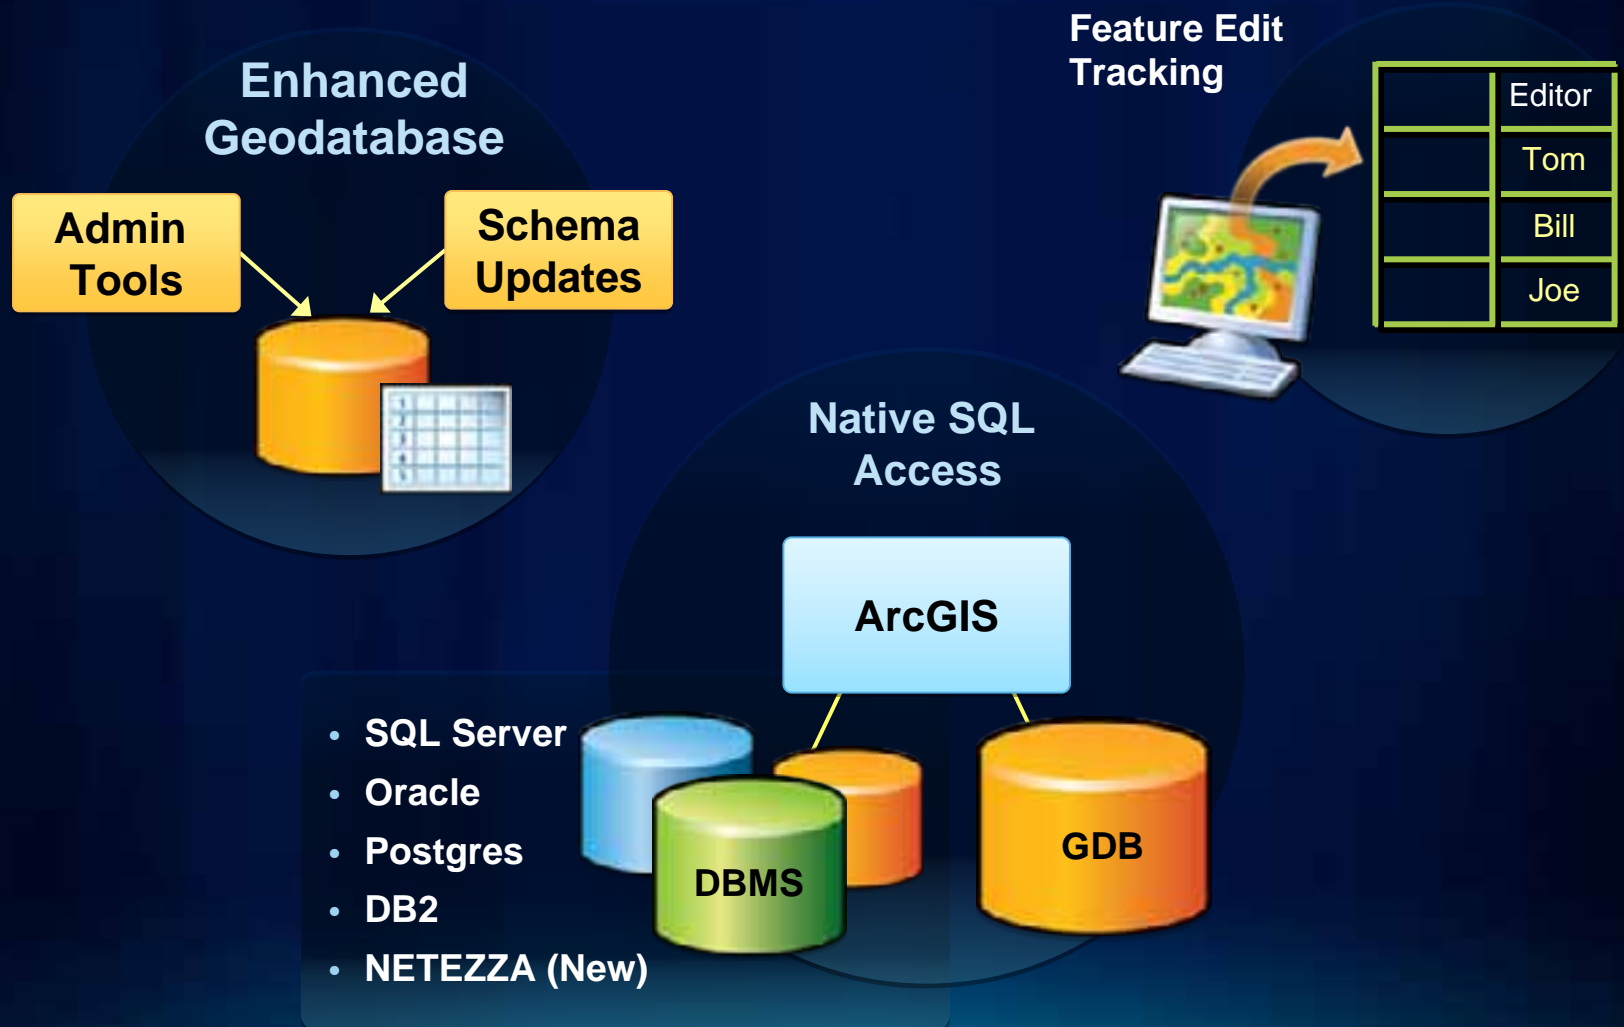 Feature Edit
Tracking
Editor
Tom
Bill
Joe
Enhanced
Geodatabase
Admin
Tools
Schema
Updates
Native SQL
Access
ArcGIS
• SQL Server
• Oracle
• Postgres
• DB2
• NETEZZA (New)
DBMS
GDB